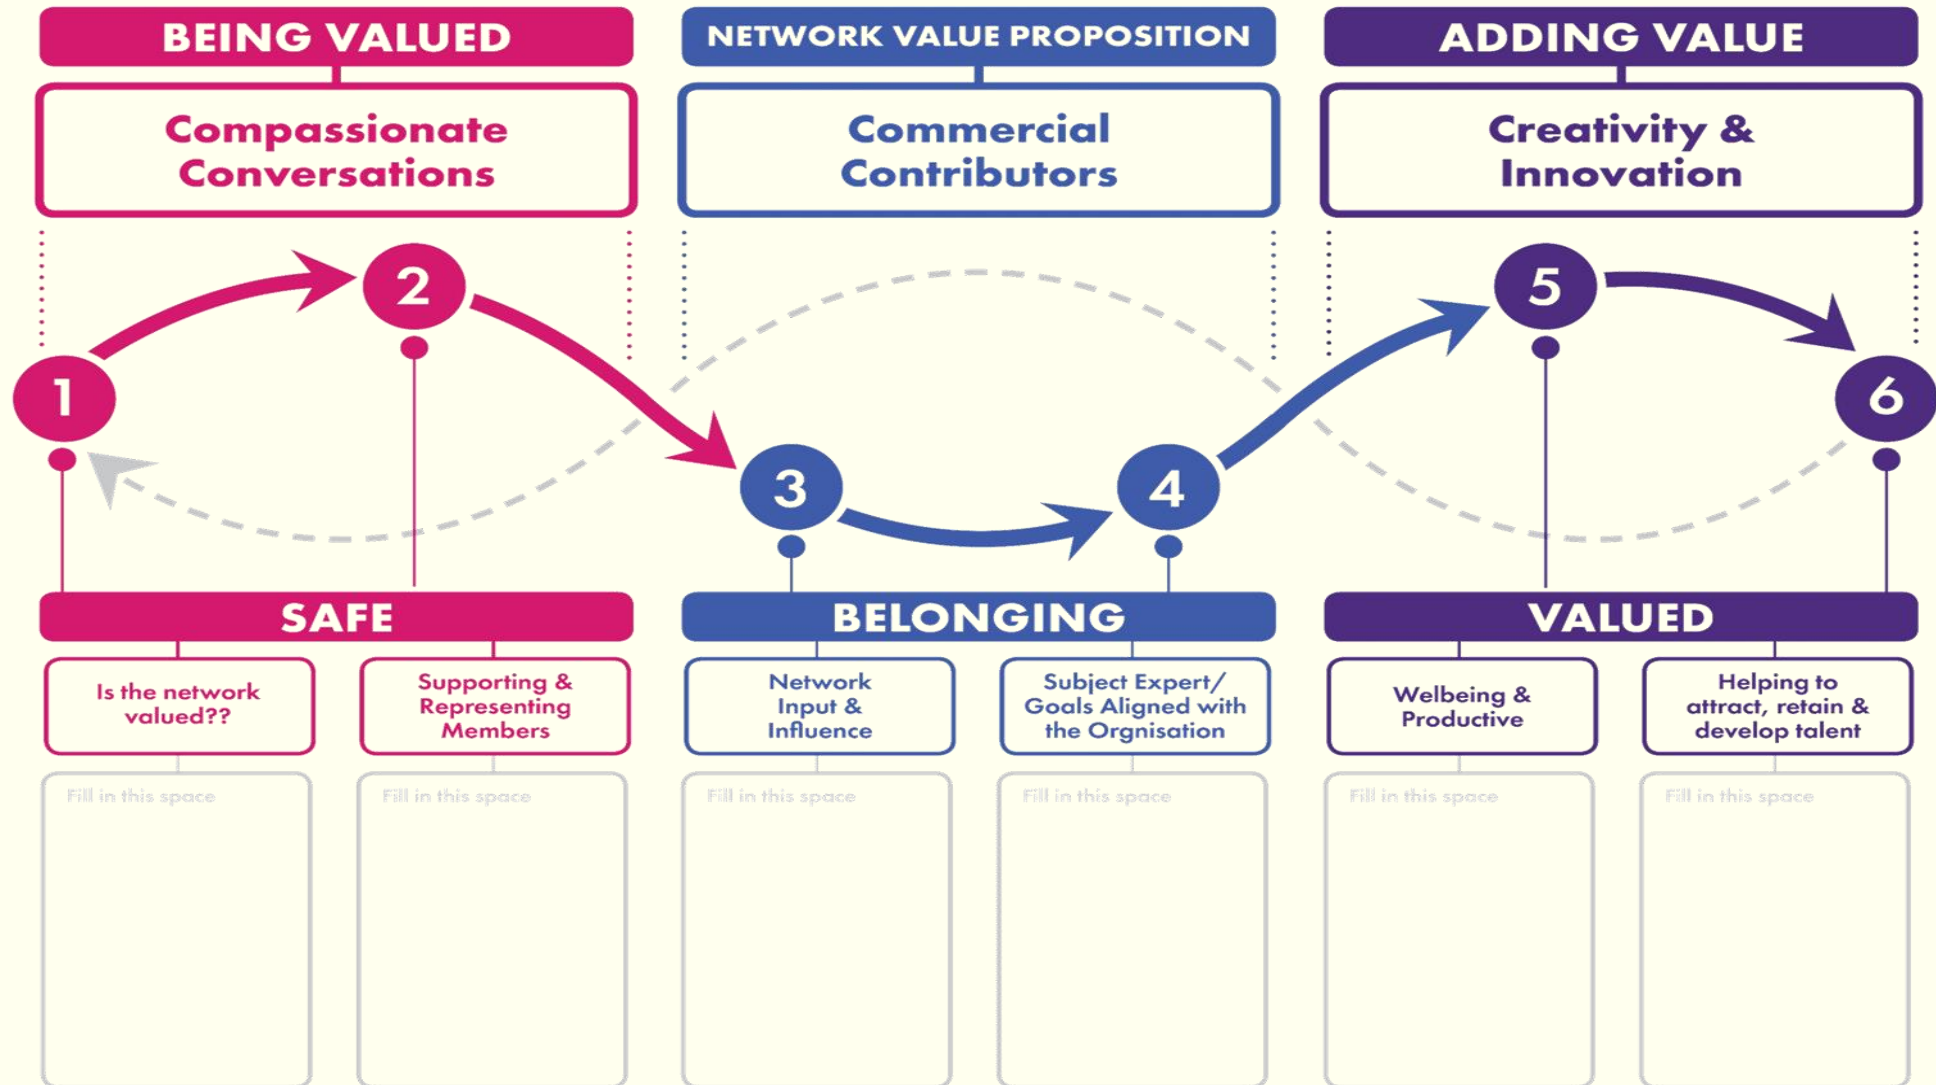 BEING VALUED
NETWORK VALUE PROPOSITION
ADDING VALUE
Compassionate
Conversations
Commercial
Contributors
Creativity &
Innovation
1
2
3
4
5
6
SAFE
BELONGING
VALUED
Is the network
valued??
Supporting &
Representing
Members
Network
Input &
Influence
Subject Expert/
Goals Aligned with
the Orgnisation
Welbeing &
Productive
Helping to
attract, retain &
develop talent
Fill in this space
Fill in this space
Fill in this space
Fill in this space
Fill in this space
Fill in this space